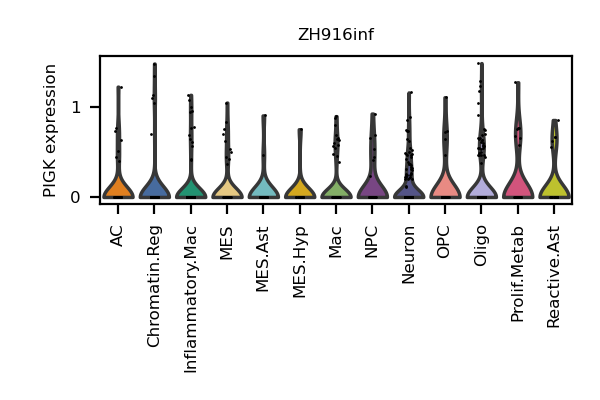 ZH916inf
PIGK expression
1
0
AC
Chromatin.Reg
Inflammatory.Mac
MES
MES.Ast
MES.Hyp
Mac
NPC
Neuron
OPC
Oligo
Prolif.Metab
Reactive.Ast